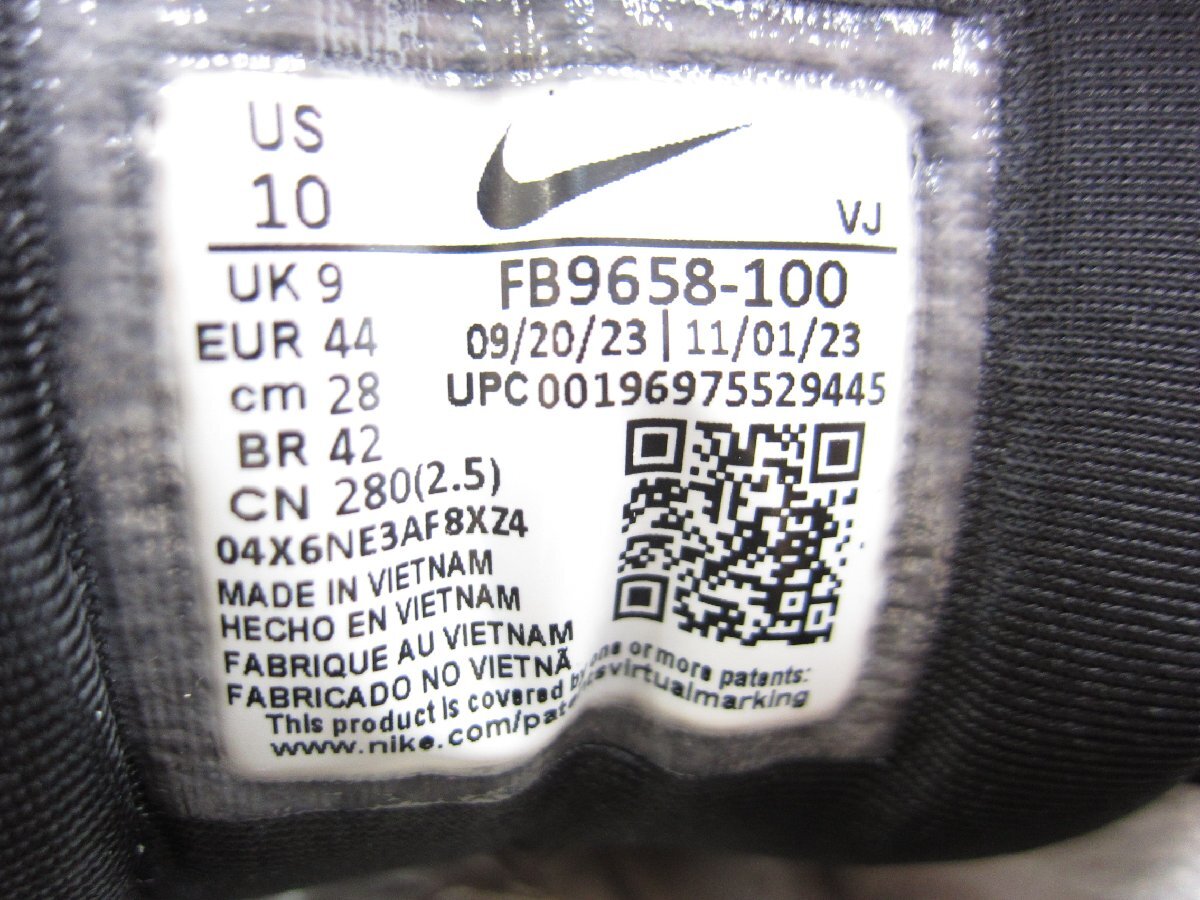 US
10
VJ
UK 9
FB9658-100
EUR 44
09/20/23 | 11/01/23
cm 28
UPC 00196975529445
BR 42
CN 280(2.5)
04X6NE3AF8XZ4
MADE IN VIETNAM
HECHO EN VIETNAM
FABRIQUE AU VIETNAM
FABRICADO NO VIETNÃ
This product is covered by one or more patents:
www.nike.com/patentsvirtualmarking